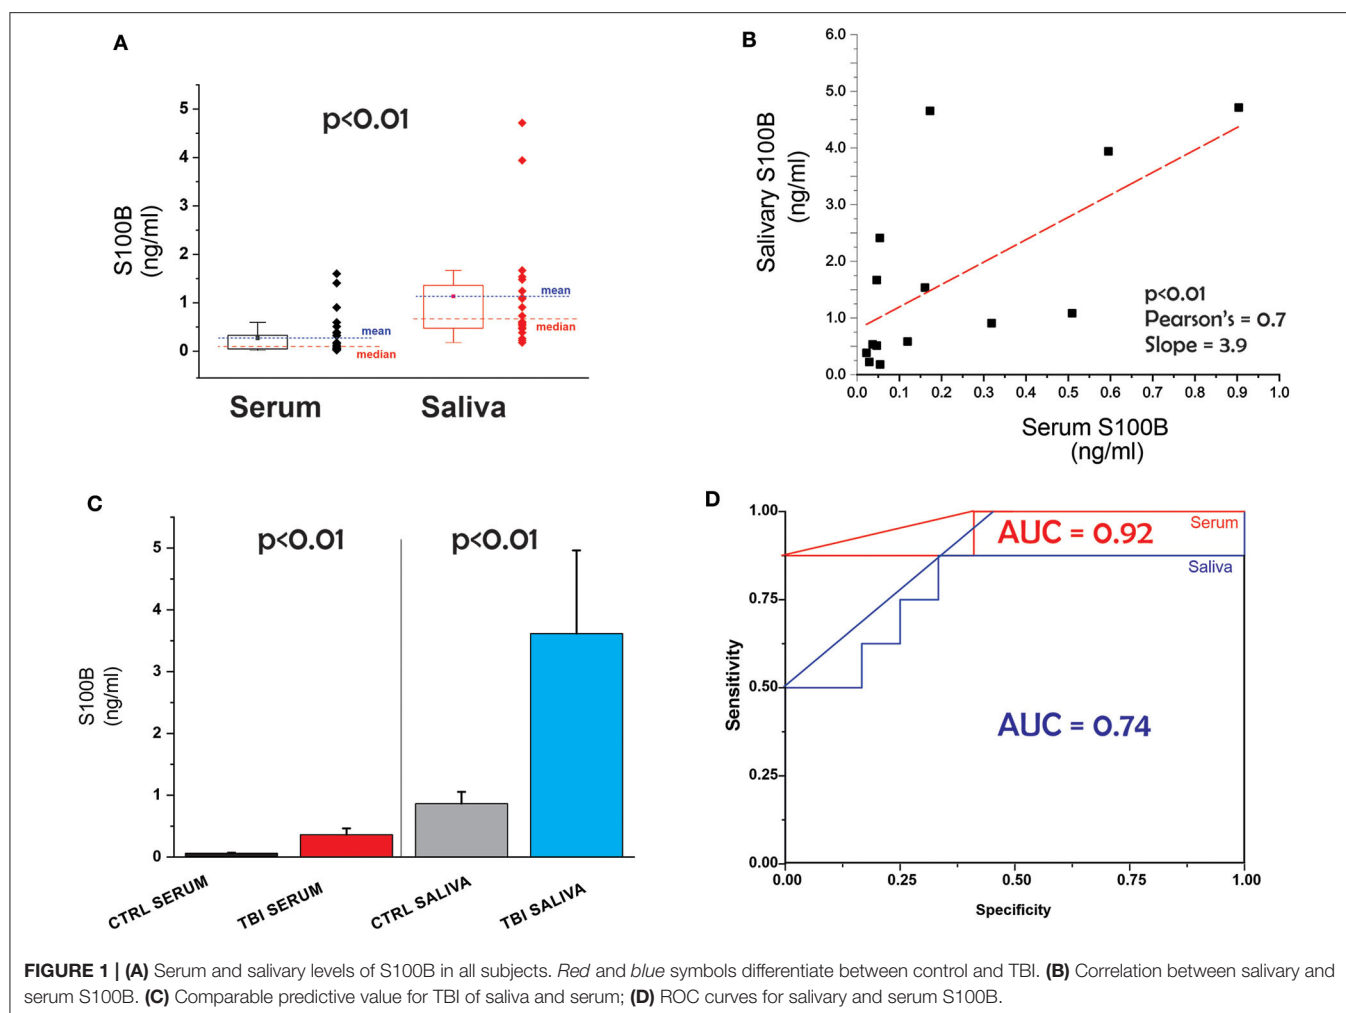 A
p<0.01
S100B
(ng/ml)
5
4
3
2
1
0
mean
median
mean
median
Serum
Saliva
B
6.0
5.0
4.0
3.0
2.0
1.0
0.0
Salivary S100B
(ng/ml)
p<0.01
Pearson's = 0.7
Slope = 3.9
0.0 0.1 0.2 0.3 0.4 0.5 0.6 0.7 0.8 0.9 1.0
Serum S100B
(ng/ml)
C
p<0.01
p<0.01
S100B
(ng/ml)
5
4
3
2
1
0
CTRL SERUM
TBI SERUM
CTRL SALIVA
TBI SALIVA
D
1.00
0.75
0.50
0.25
0.00
Sensitivity
Serum
AUC = 0.92
Saliva
AUC = 0.74
0.00 0.25 0.50 0.75 1.00
Specificity
FIGURE 1 | (A) Serum and salivary levels of S100B in all subjects. Red and blue symbols differentiate between control and TBI. (B) Correlation between salivary and
serum S100B. (C) Comparable predictive value for TBI of saliva and serum; (D) ROC curves for salivary and serum S100B.